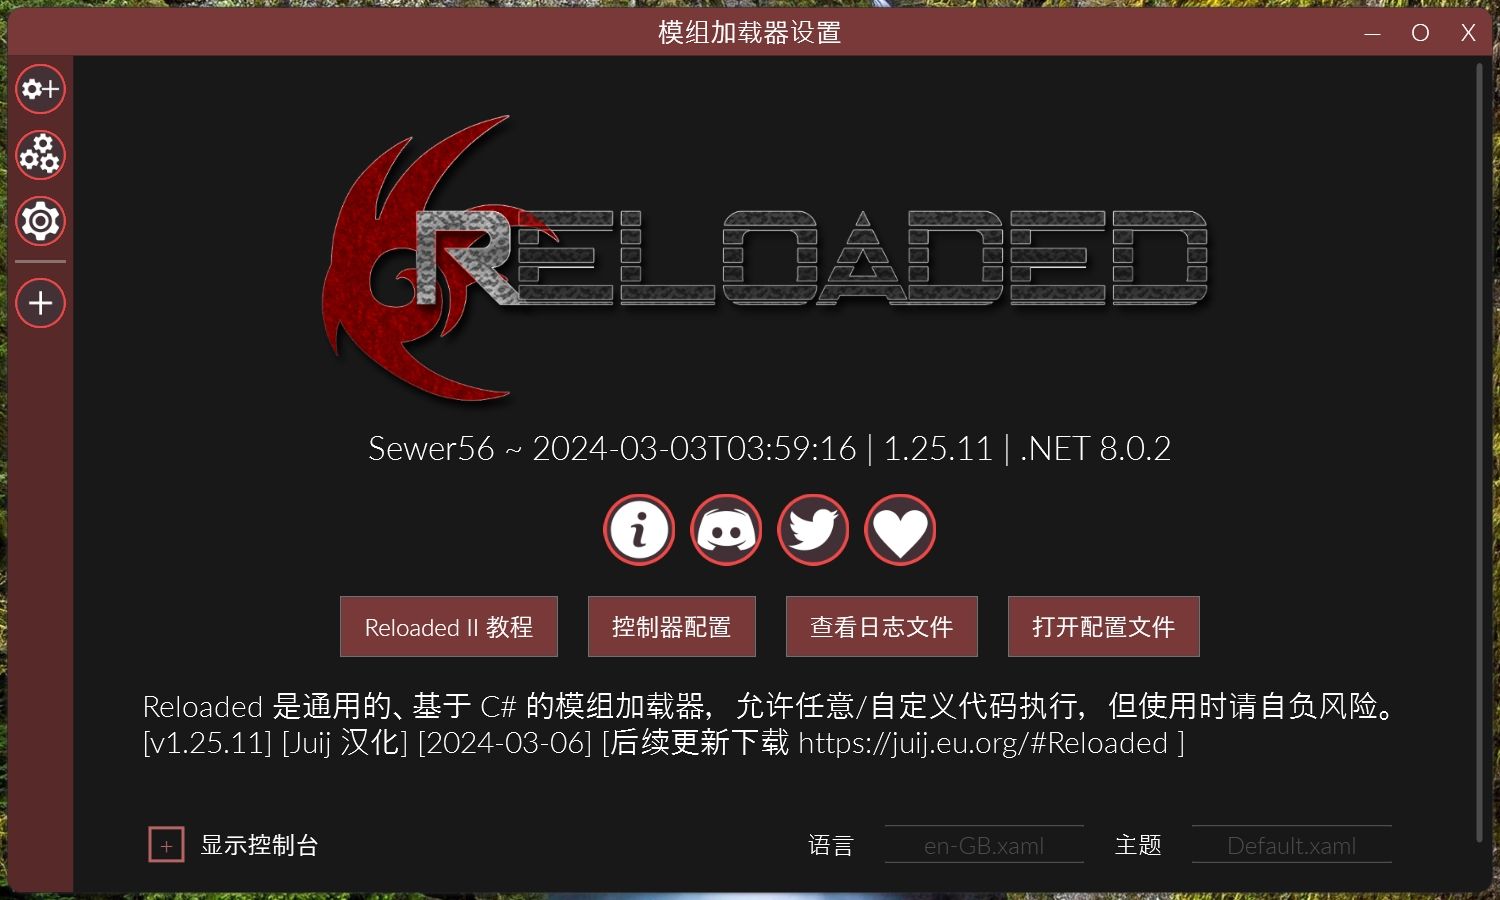 模组加载器设置
RELOADED
Sewer56 ~ 2024-03-03T03:59:16 | 1.25.11 | .NET 8.0.2
Reloaded II 教程
控制器配置
查看日志文件
打开配置文件
Reloaded 是通用的、基于 C# 的模组加载器，允许任意/自定义代码执行，但使用时请自负风险。
[v1.25.11] [Juij 汉化] [2024-03-06] [后续更新下载 https://juij.eu.org/#Reloaded ]
显示控制台
语言 en-GB.xaml 主题 Default.xaml